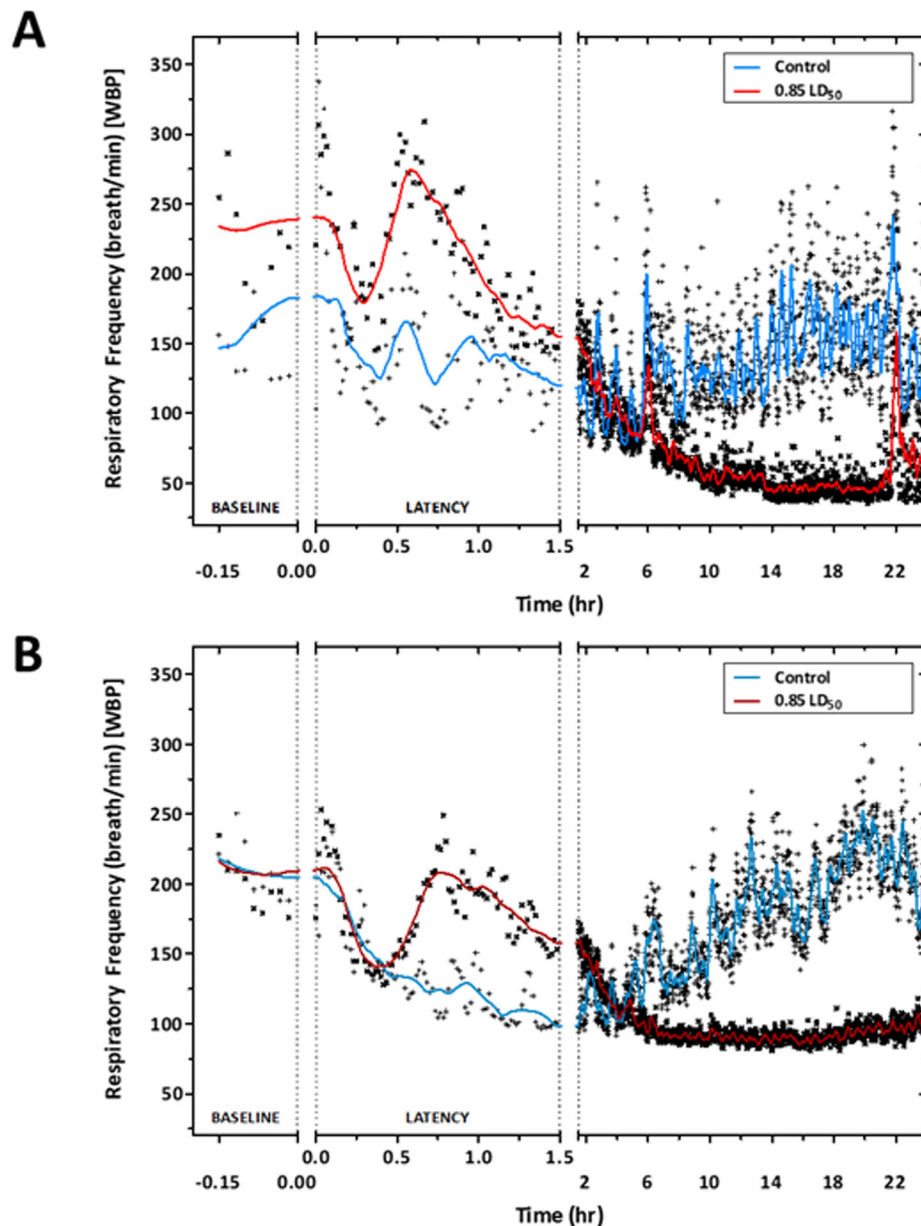 A
Respiratory Frequency (breath/min) [WBP]
350
300
250
200
150
100
50
Control
0.85 LD50
BASELINE
LATENCY
0.0 0.5 1.0 1.5
-0.15 0.00 2 6 10 14 18 22
Time (hr)
B
Respiratory Frequency (breath/min) [WBP]
350
300
250
200
150
100
50
Control
0.85 LD50
BASELINE
LATENCY
0.0 0.5 1.0 1.5
-0.15 0.00 2 6 10 14 18 22
Time (hr)